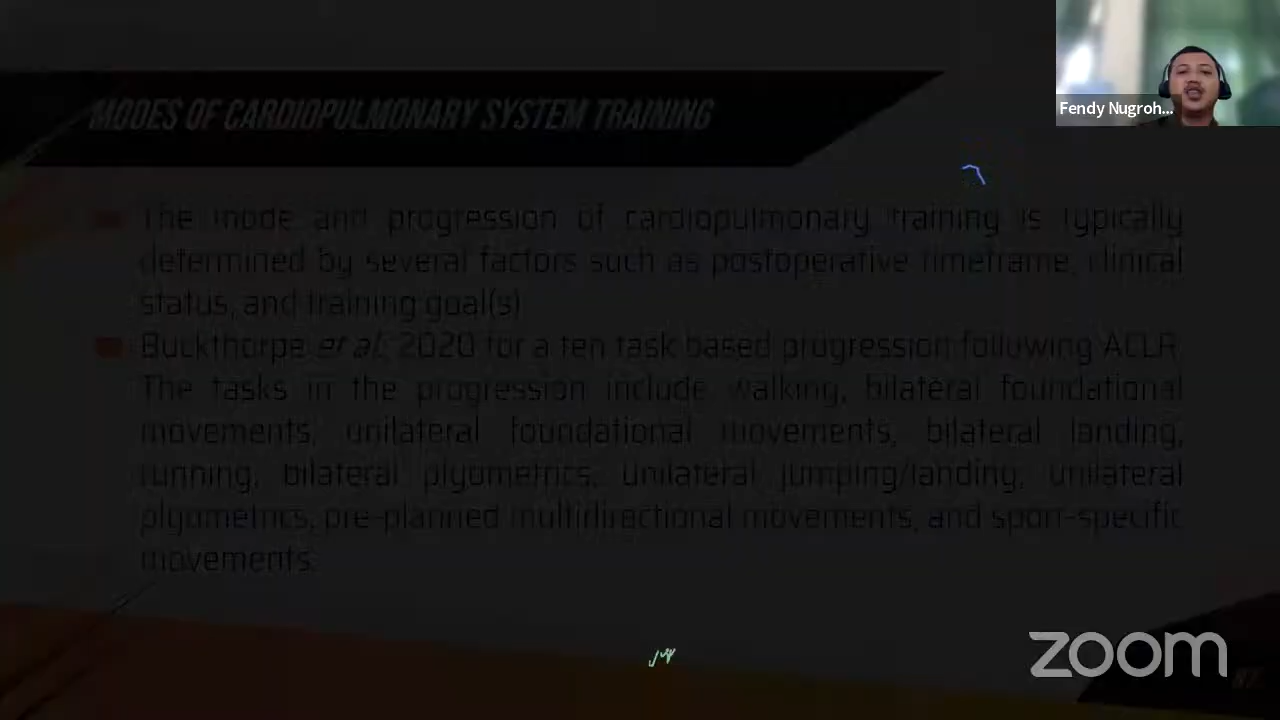 Fendy Nugroh...
MODES OF CARDIOPULMONARY SYSTEM TRAINING
The mode and progression of cardiopulmonary training is typically
determined by several factors such as postoperative timeframe, clinical
status, and training goal(s)
Buckthorpe et al. 2020 for a ten task based progression following ACLR.
The tasks in the progression include walking, bilateral foundational
movements, unilateral foundational movements, bilateral landing,
running, bilateral plyometrics, unilateral jumping/landing, unilateral
plyometrics, pre-planned multidirectional movements, and sport-specific
movements.
zoom